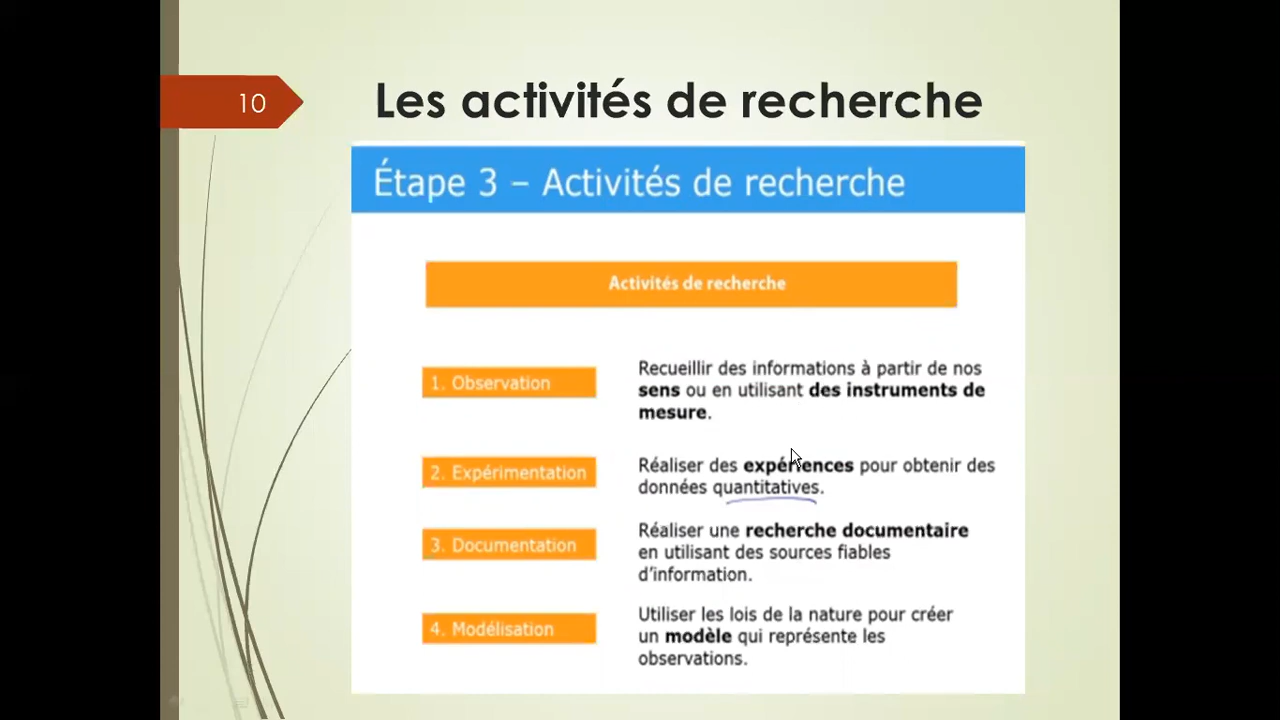 10
Les activités de recherche
Étape 3 – Activités de recherche
Activités de recherche
1. Observation
Recueillir des informations à partir de nos
sens ou en utilisant des instruments de
mesure.
2. Expérimentation
Réaliser des expériences pour obtenir des
données quantitatives.
3. Documentation
Réaliser une recherche documentaire
en utilisant des sources fiables
d'information.
4. Modélisation
Utiliser les lois de la nature pour créer
un modèle qui représente les
observations.